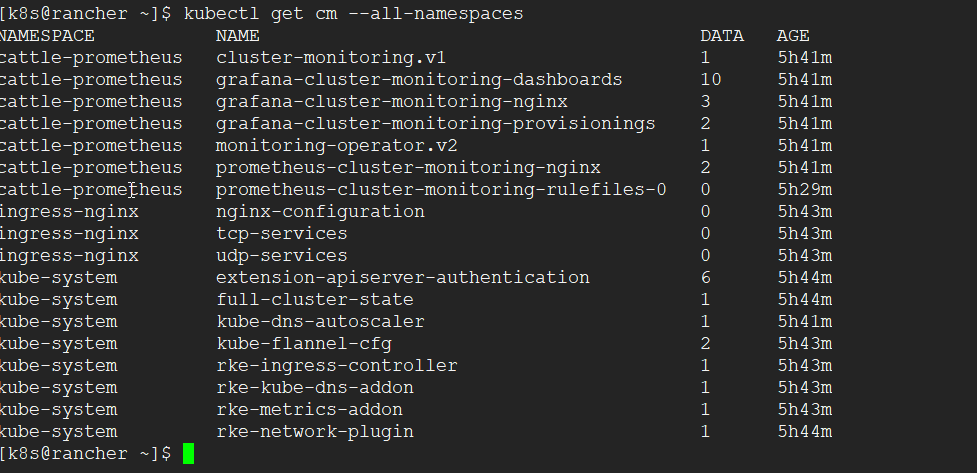 [k8s@rancher ~]$ kubectl get cm --all-namespaces
NAMESPACE           NAME                                         DATA   AGE
cattle-prometheus   cluster-monitoring.v1                        1      5h41m
cattle-prometheus   grafana-cluster-monitoring-dashboards        10     5h41m
cattle-prometheus   grafana-cluster-monitoring-nginx             3      5h41m
cattle-prometheus   grafana-cluster-monitoring-provisionings     2      5h41m
cattle-prometheus   monitoring-operator.v2                       1      5h41m
cattle-prometheus   prometheus-cluster-monitoring-nginx          2      5h41m
cattle-prometheus   prometheus-cluster-monitoring-rulefiles-0    0      5h29m
ingress-nginx       nginx-configuration                          0      5h43m
ingress-nginx       tcp-services                                 0      5h43m
ingress-nginx       udp-services                                 0      5h43m
kube-system         extension-apiserver-authentication           6      5h44m
kube-system         full-cluster-state                           1      5h44m
kube-system         kube-dns-autoscaler                          1      5h41m
kube-system         kube-flannel-cfg                             2      5h43m
kube-system         rke-ingress-controller                       1      5h43m
kube-system         rke-kube-dns-addon                           1      5h43m
kube-system         rke-metrics-addon                            1      5h43m
kube-system         rke-network-plugin                           1      5h44m
[k8s@rancher ~]$